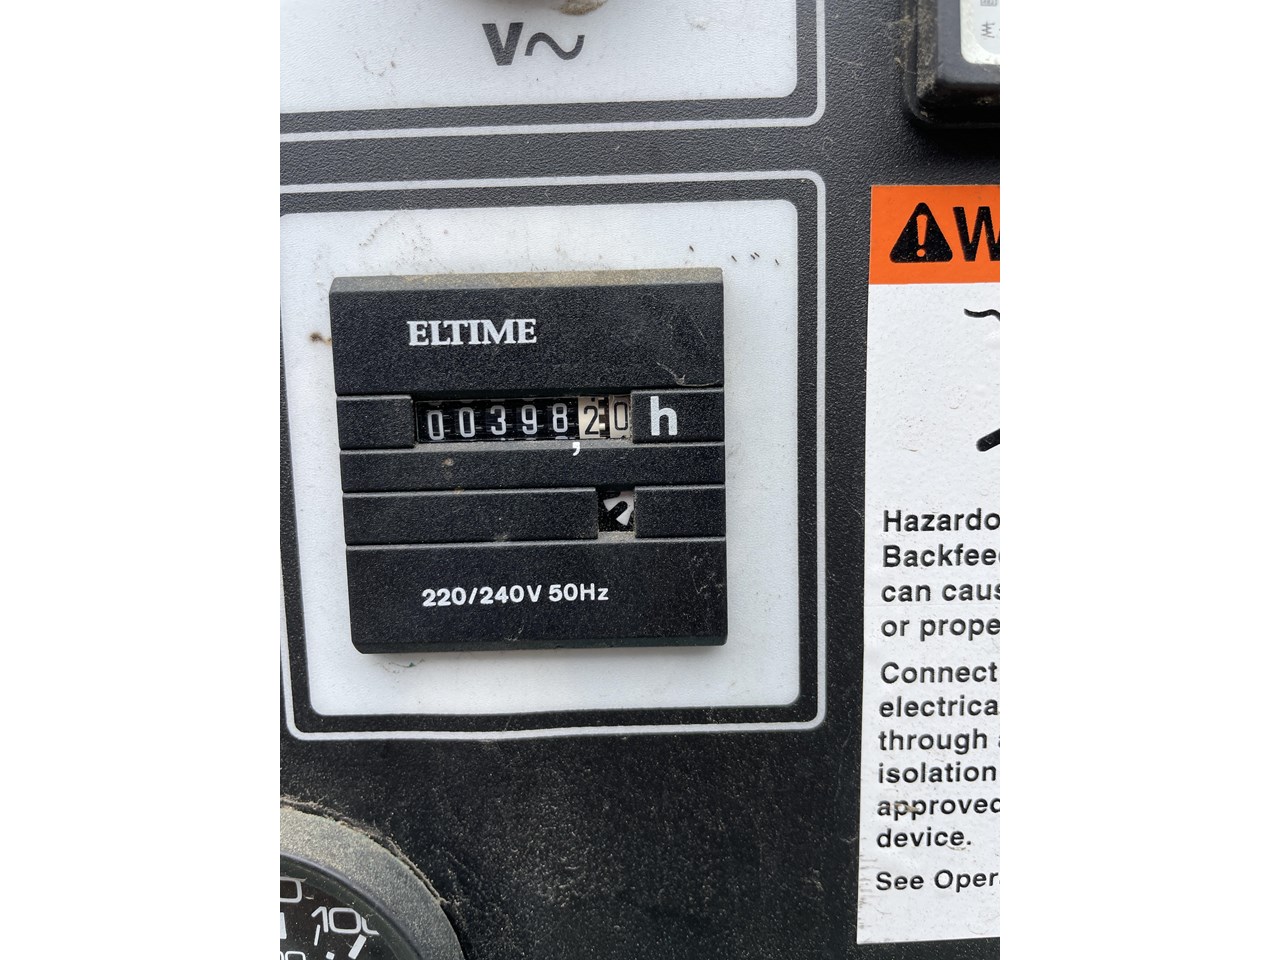 V~
W
ELTIME
00398,20 h
220/240V 50Hz
Hazardo
Backfee
can caus
or prope
Connect
electrica
through
isolation
approved
device.
See Oper
100